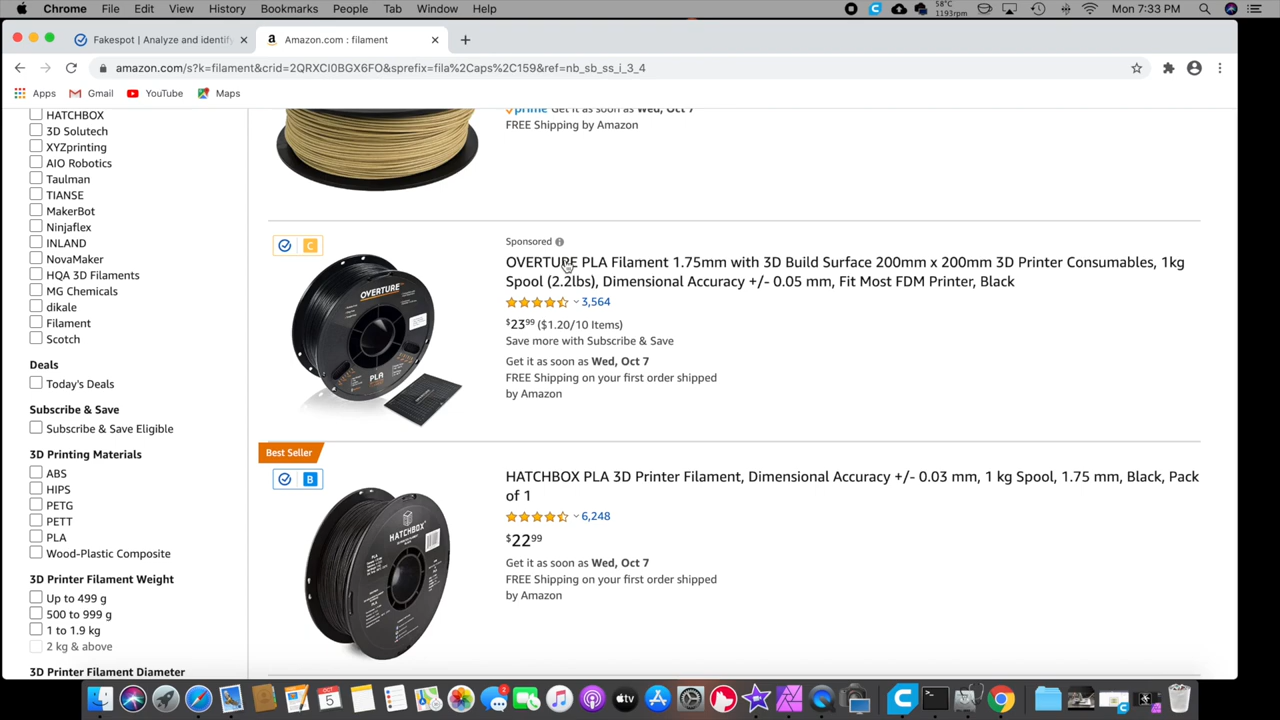 Chrome File Edit View History Bookmarks People Tab Window Help
58°C
1193rpm
Mon 7:33 PM
Fakespot | Analyze and identify
Amazon.com : filament
amazon.com/s?k=filament&crid=2QRXCI0BGX6FO&sprefix=fila%2Caps%2C159&ref=nb_sb_ss_i_3_4
Apps Gmail YouTube Maps
HATCHBOX
3D Solutech
XYZprinting
AIO Robotics
Taulman
TIANSE
MakerBot
Ninjaflex
INLAND
NovaMaker
HQA 3D Filaments
MG Chemicals
dikale
Filament
Scotch
Deals
Today's Deals
Subscribe & Save
Subscribe & Save Eligible
3D Printing Materials
ABS
HIPS
PETG
PETT
PLA
Wood-Plastic Composite
3D Printer Filament Weight
Up to 499 g
500 to 999 g
1 to 1.9 kg
2 kg & above
3D Printer Filament Diameter
prime Get it as soon as Wed, Oct 7
FREE Shipping by Amazon
C
OVERTURE
PLA
Sponsored
OVERTURE PLA Filament 1.75mm with 3D Build Surface 200mm x 200mm 3D Printer Consumables, 1kg
Spool (2.2lbs), Dimensional Accuracy +/- 0.05 mm, Fit Most FDM Printer, Black
3,564
$2399 ($1.20/10 Items)
Save more with Subscribe & Save
Get it as soon as Wed, Oct 7
FREE Shipping on your first order shipped
by Amazon
Best Seller
B
HATCHBOX
HATCHBOX PLA 3D Printer Filament, Dimensional Accuracy +/- 0.03 mm, 1 kg Spool, 1.75 mm, Black, Pack
of 1
6,248
$2299
Get it as soon as Wed, Oct 7
FREE Shipping on your first order shipped
by Amazon
OCT
5
2
tv